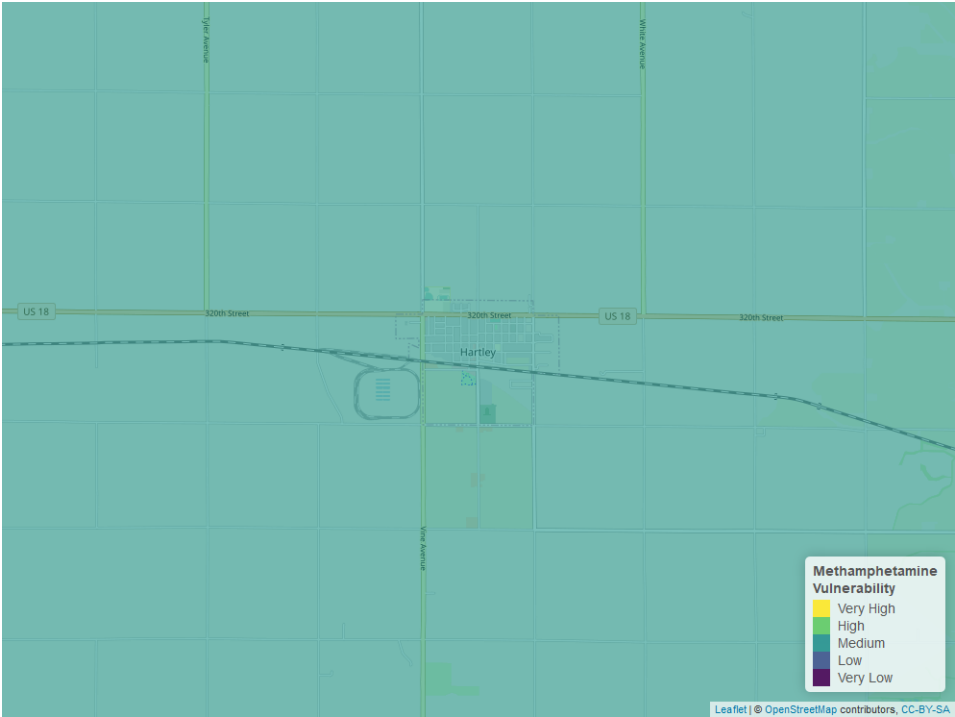 Tyler Avenue
White Avenue
US 18
320th Street
320th Street
US 18
320th Street
Hartley
Vine Avenue
Methamphetamine
Vulnerability
Very High
High
Medium
Low
Very Low
Leaflet | © OpenStreetMap contributors, CC-BY-SA